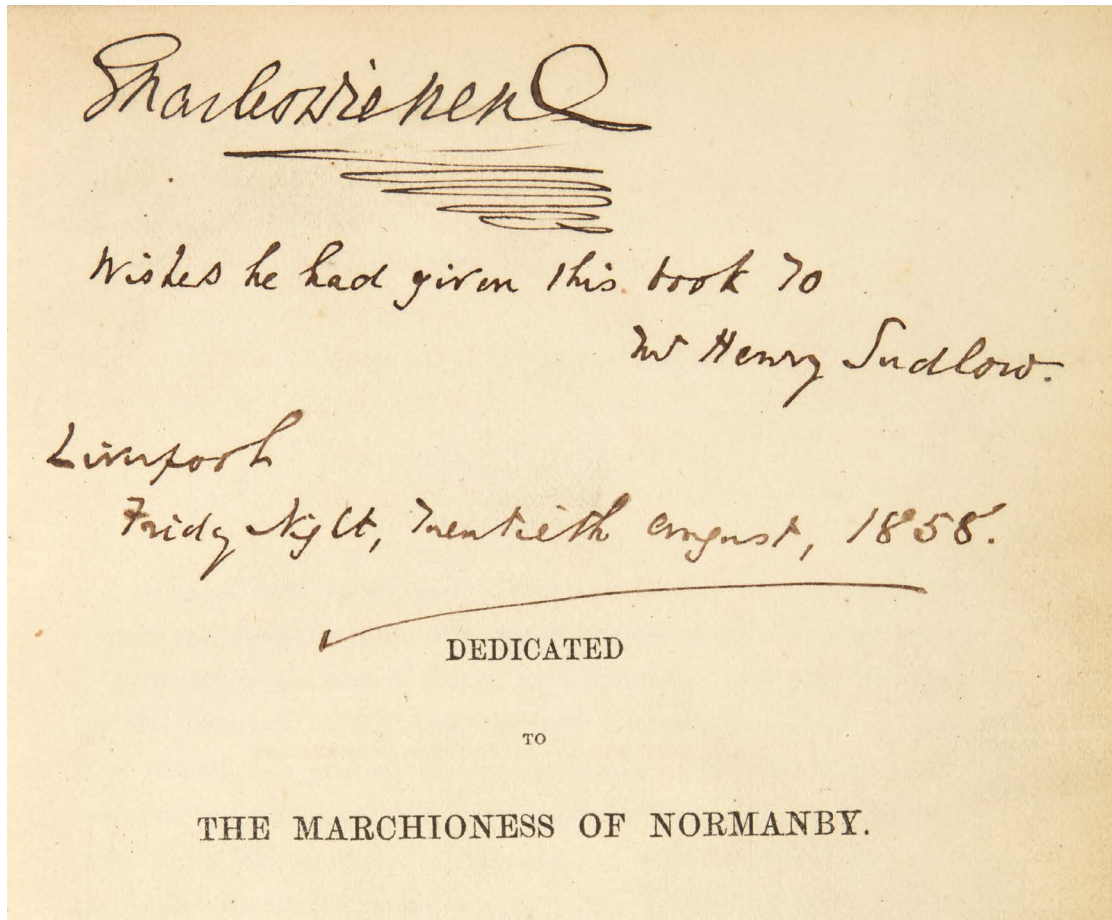 Charles Dickens
Wishes he had given this book to
Mr Henry Sudlow.
Liverpool
Friday Night, Twentieth August, 1858.
DEDICATED
TO
THE MARCHIONESS OF NORMANBY.